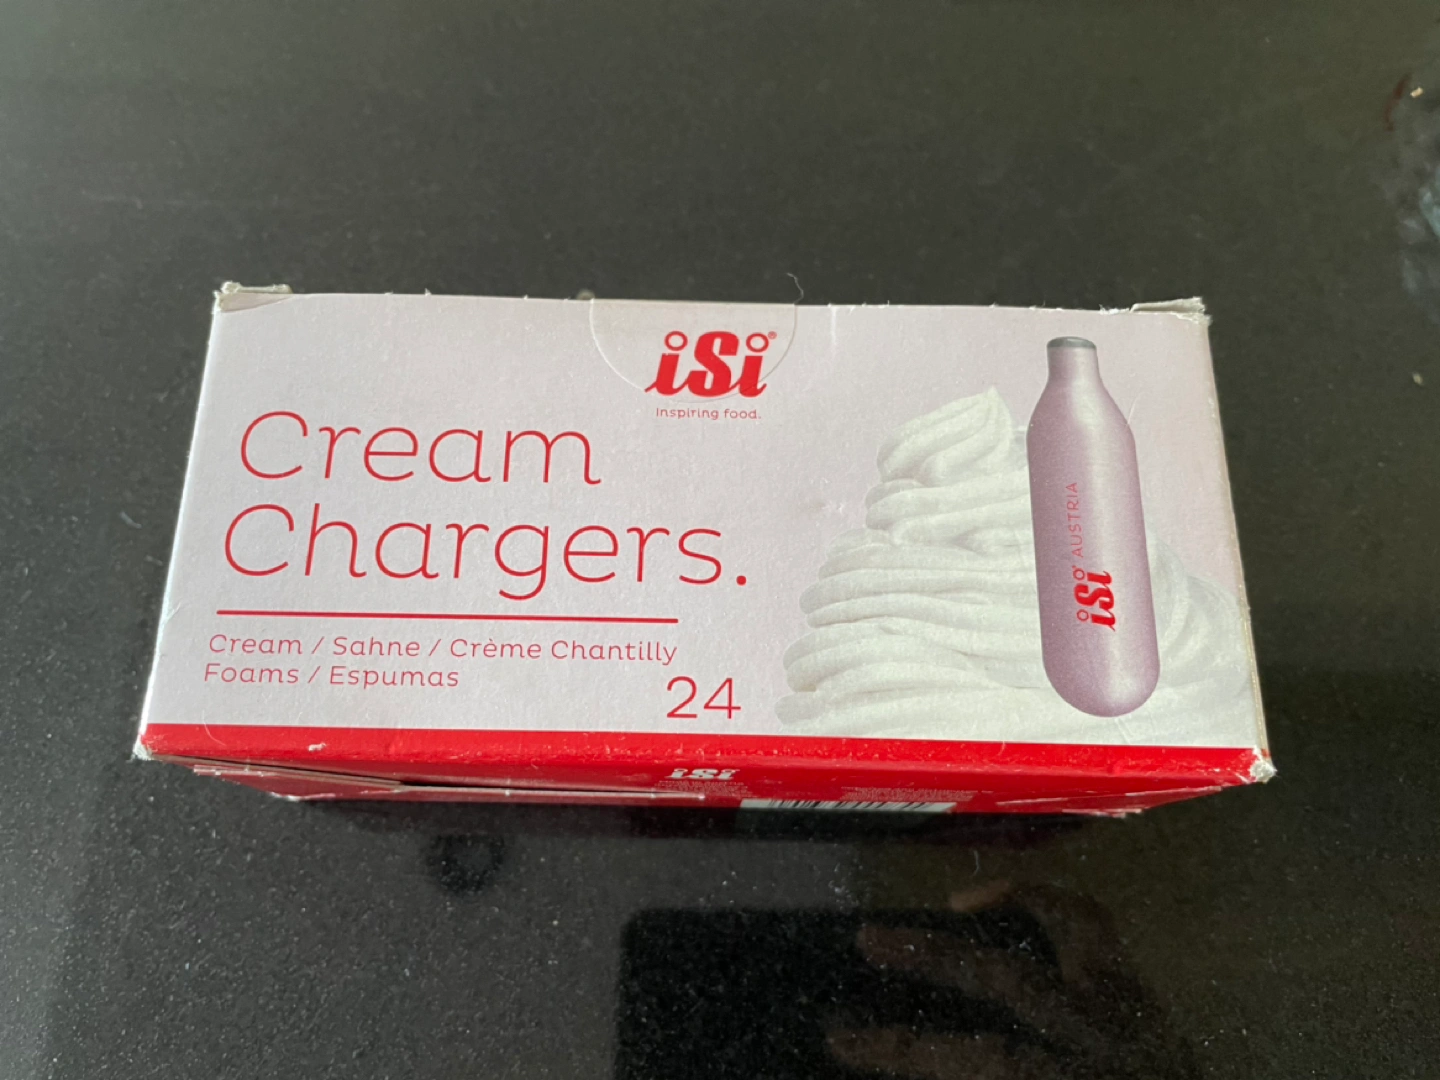 iSi®
Inspiring food.
Cream
Chargers.
Cream / Sahne / Crème Chantilly
Foams / Espumas
24
iSi® AUSTRIA
iSi